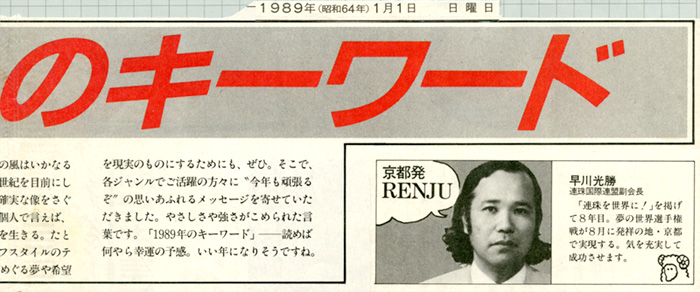 1989年(昭和64年)1月1日 日曜日
のキーワード
の風はいかなる
世紀を目前にし
確実な像をさぐ
個人で言えば、
を生きる。たと
フスタイルのテ
めぐる夢や希望
を現実のものにするためにも、ぜひ。そこで、
各ジャンルでご活躍の方々に〝今年も頑張る
ぞ〟の思いあふれるメッセージを寄せていた
だきました。やさしさや強さがこめられた言
葉です。「1989年のキーワード」――読めば
何やら幸運の予感。いい年になりそうですね。
京都発
RENJU
早川光勝
連珠国際連盟副会長
「連珠を世界に!」を掲げ
て8年目。夢の世界選手権
戦が8月に発祥の地・京都
で実現する。気を充実して
成功させます。